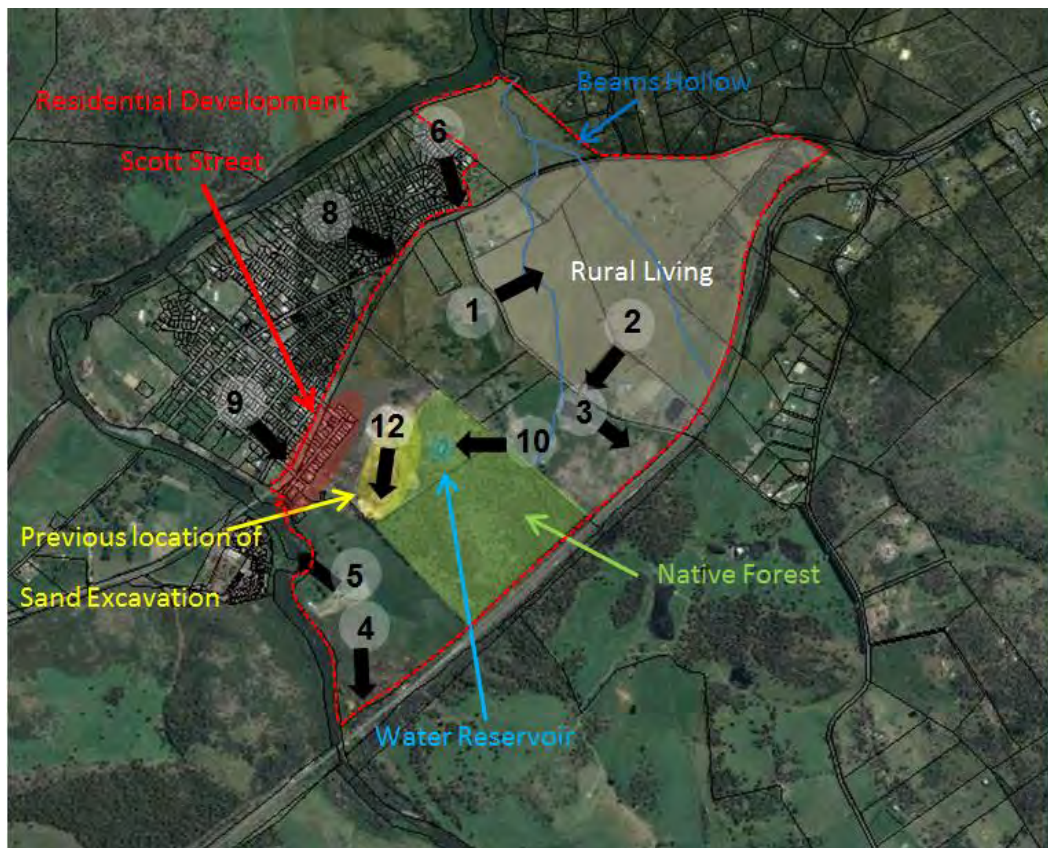 Beams Hollow
Residential Development
Scott Street
6
8
Rural Living
1
2
9
3
12
10
Previous location of
Sand Excavation
5
Native Forest
4
Water Reservoir